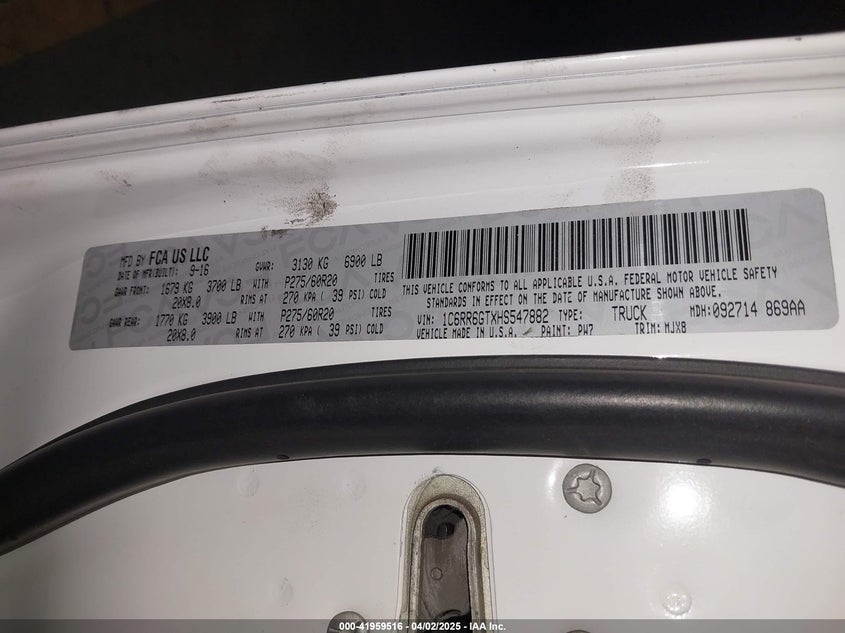 MFD BY FCA US LLC
DATE OF MFR(BUILT): 9-16 GVWR: 3130 KG 6900 LB
GAWR FRONT: 1679 KG 3700 LB WITH P275/60R20 TIRES
20X8.0 RIMS AT 270 KPA ( 39 PSI) COLD
GAWR REAR: 1770 KG 3900 LB WITH P275/60R20 TIRES
20X8.0 RIMS AT 270 KPA ( 39 PSI) COLD
THIS VEHICLE CONFORMS TO ALL APPLICABLE U.S.A. FEDERAL MOTOR VEHICLE SAFETY
STANDARDS IN EFFECT ON THE DATE OF MANUFACTURE SHOWN ABOVE.
VIN: 1C6RR6GTXHS547882 TYPE: TRUCK MDH:092714 869AA
VEHICLE MADE IN U.S.A. PAINT: PW7 TRIM: MJX8
000-41959516 - 04/02/2025 - IAA Inc.